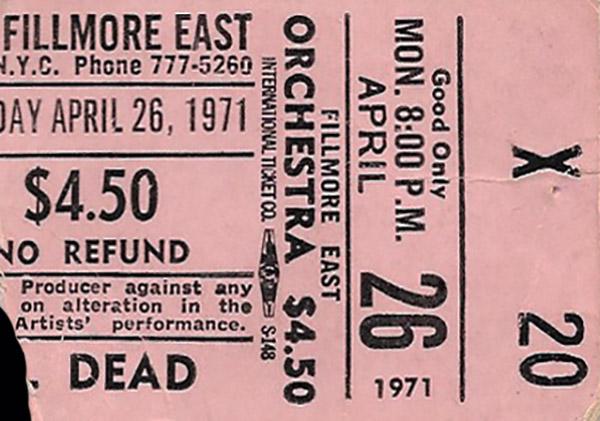 FILLMORE EAST
N.Y.C. Phone 777-5260
DAY APRIL 26, 1971
$4.50
NO REFUND
Producer against any
on alteration in the
Artists' performance.
. DEAD
INTERNATIONAL TICKET CO. S-148
ORCHESTRA $4.50
FILLMORE EAST
Good Only
MON. 8:00 P.M.
APRIL
26
1971
X
20